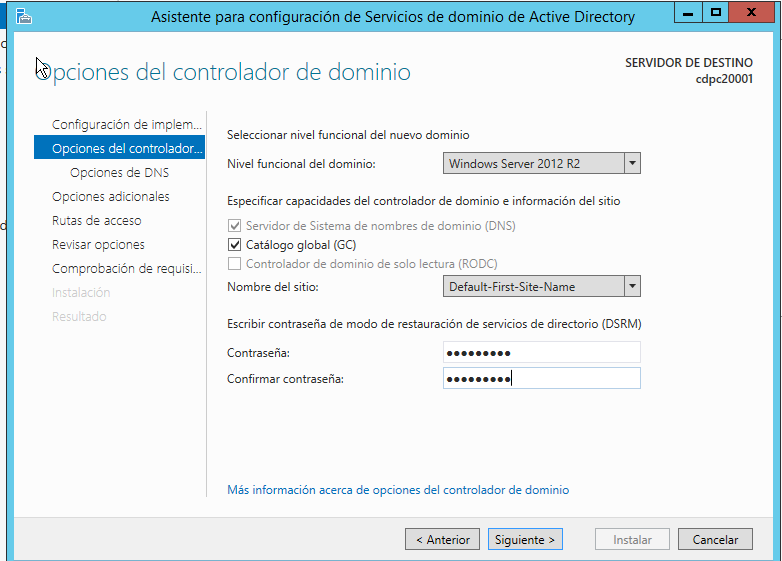 Asistente para configuración de Servicios de dominio de Active Directory
Opciones del controlador de dominio
SERVIDOR DE DESTINO
cdpc20001
Configuración de implem...
Opciones del controlador...
Opciones de DNS
Opciones adicionales
Rutas de acceso
Revisar opciones
Comprobación de requisi...
Instalación
Resultado
Seleccionar nivel funcional del nuevo dominio
Nivel funcional del dominio: Windows Server 2012 R2
Especificar capacidades del controlador de dominio e información del sitio
Servidor de Sistema de nombres de dominio (DNS)
Catálogo global (GC)
Controlador de dominio de solo lectura (RODC)
Nombre del sitio: Default-First-Site-Name
Escribir contraseña de modo de restauración de servicios de directorio (DSRM)
Contraseña: ●●●●●●●●●
Confirmar contraseña: ●●●●●●●●●
Más información acerca de opciones del controlador de dominio
< Anterior Siguiente > Instalar Cancelar